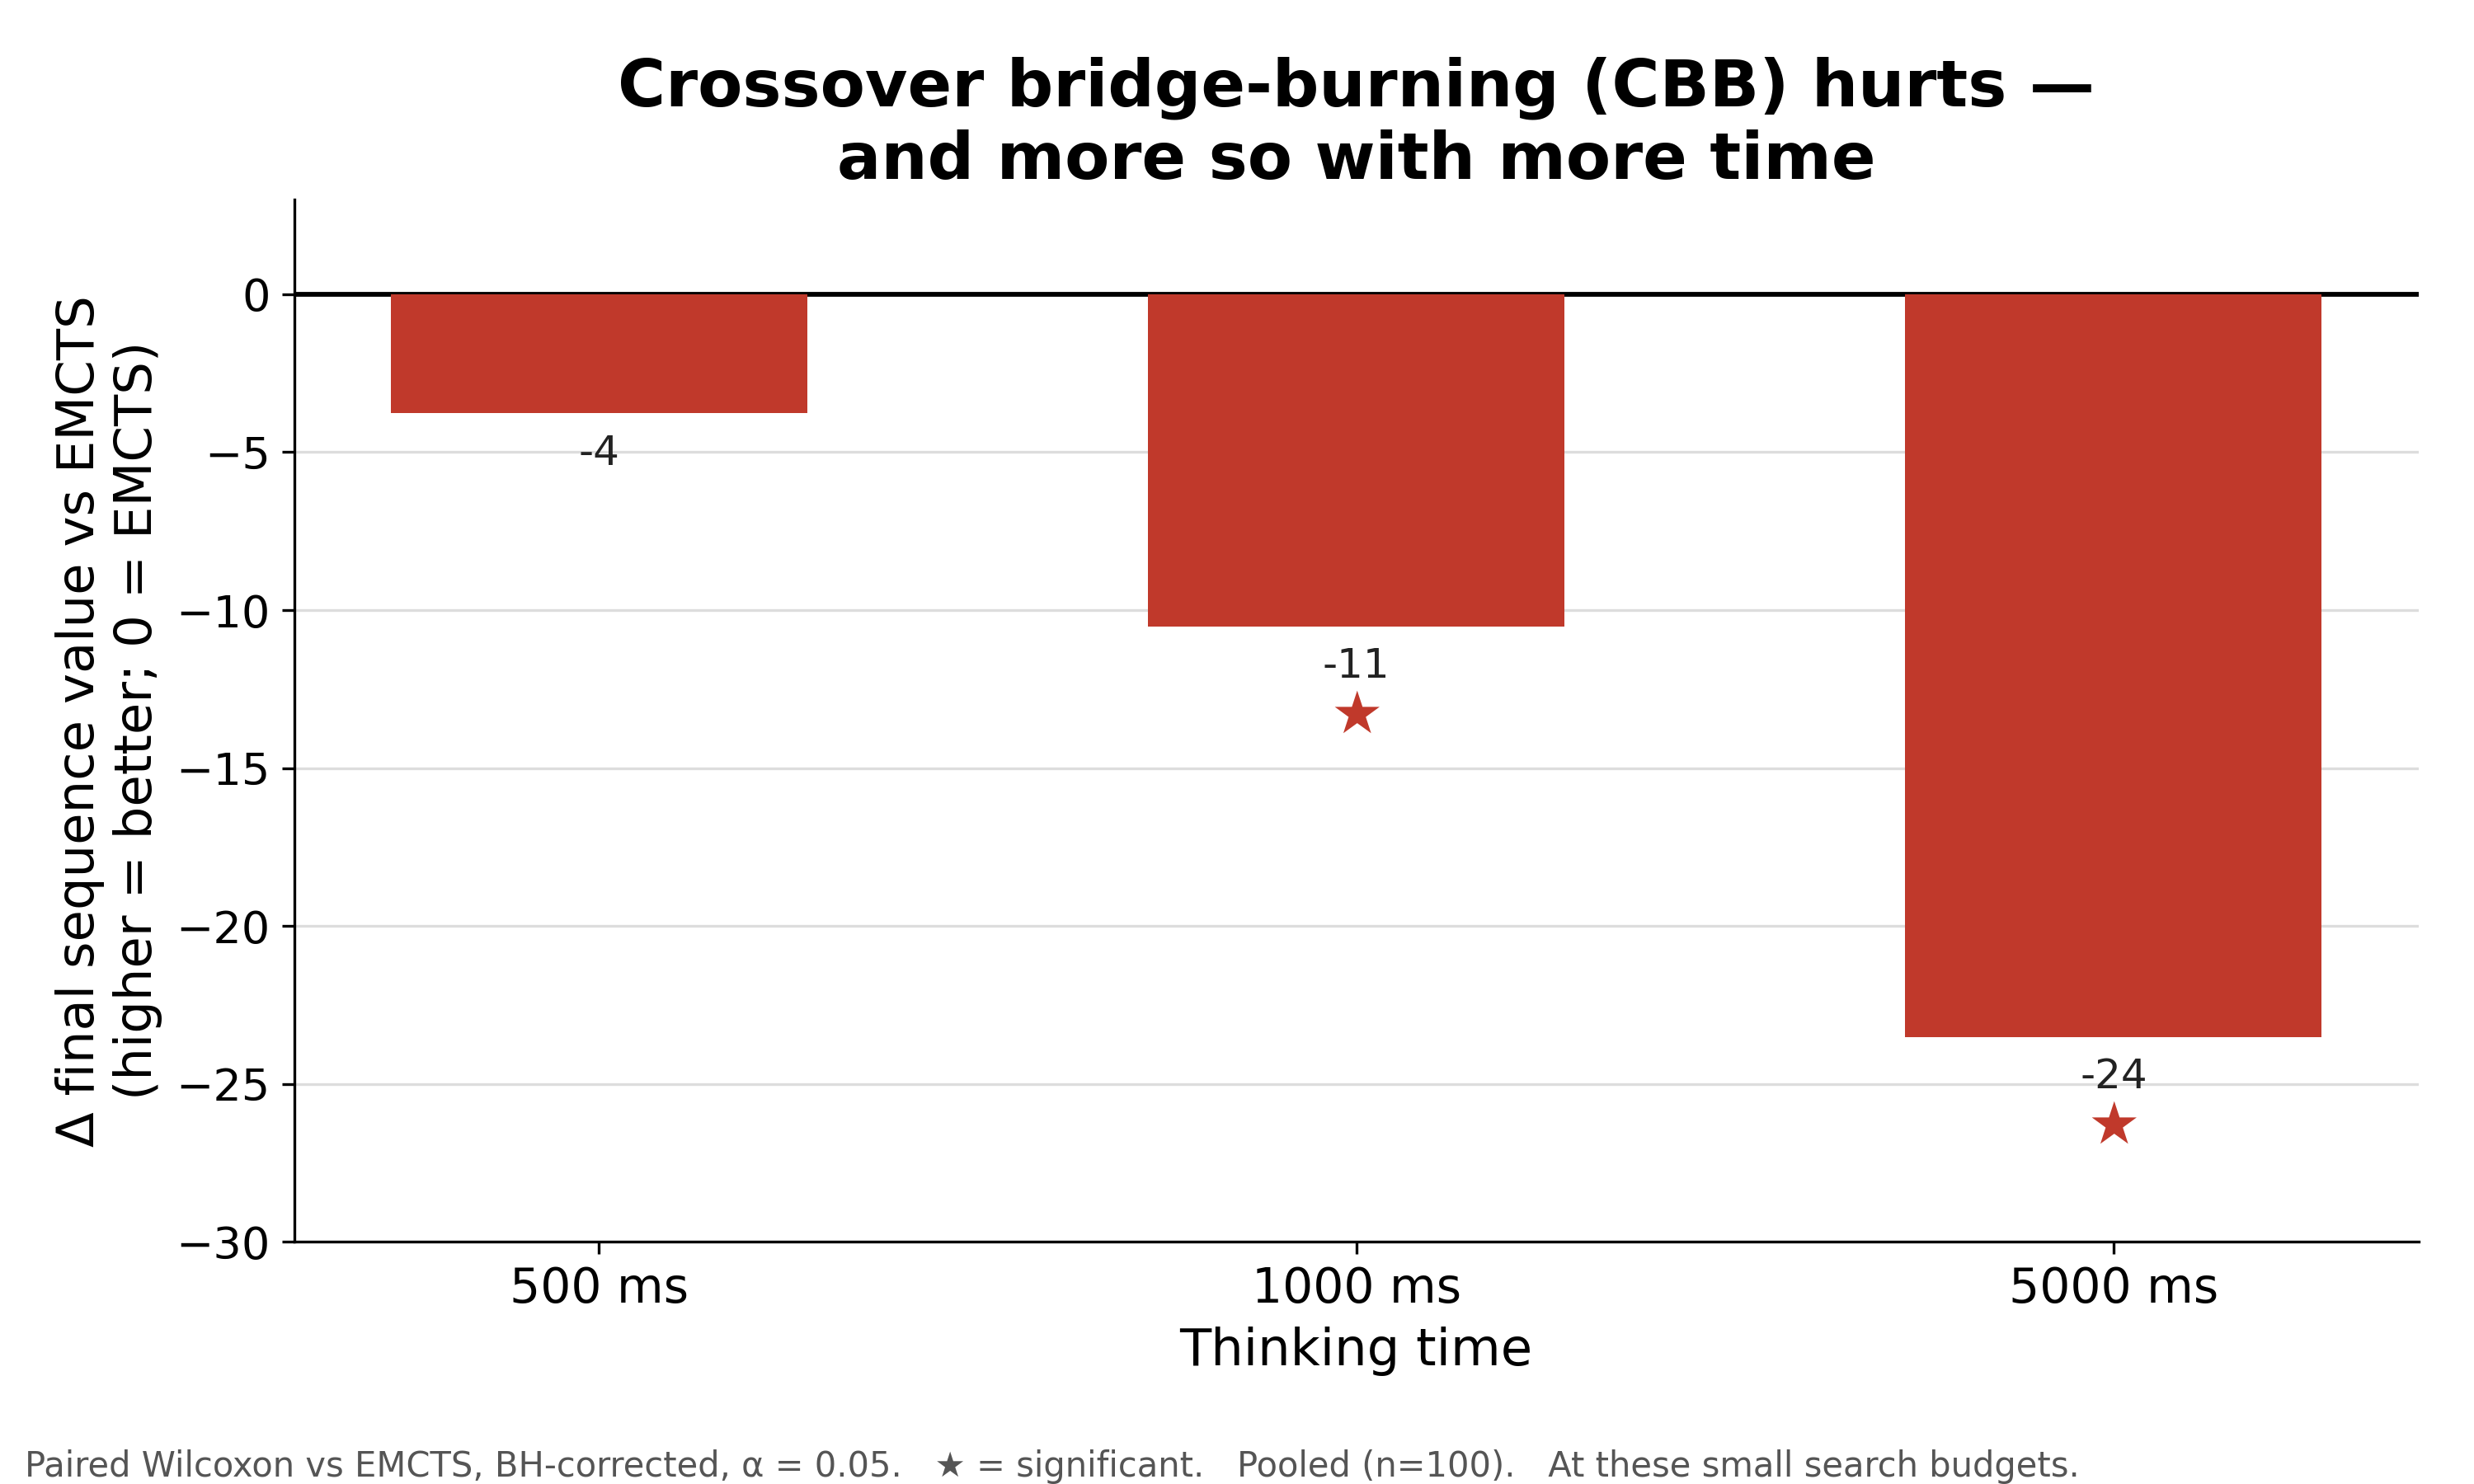 Crossover bridge-burning (CBB) hurts —
and more so with more time
Δ final sequence value vs EMCTS
(higher = better; 0 = EMCTS)
0
−5
−10
−15
−20
−25
−30
-4
-11
★
-24
★
500 ms
1000 ms
5000 ms
Thinking time
Paired Wilcoxon vs EMCTS, BH-corrected, α = 0.05. ★ = significant. Pooled (n=100). At these small search budgets.